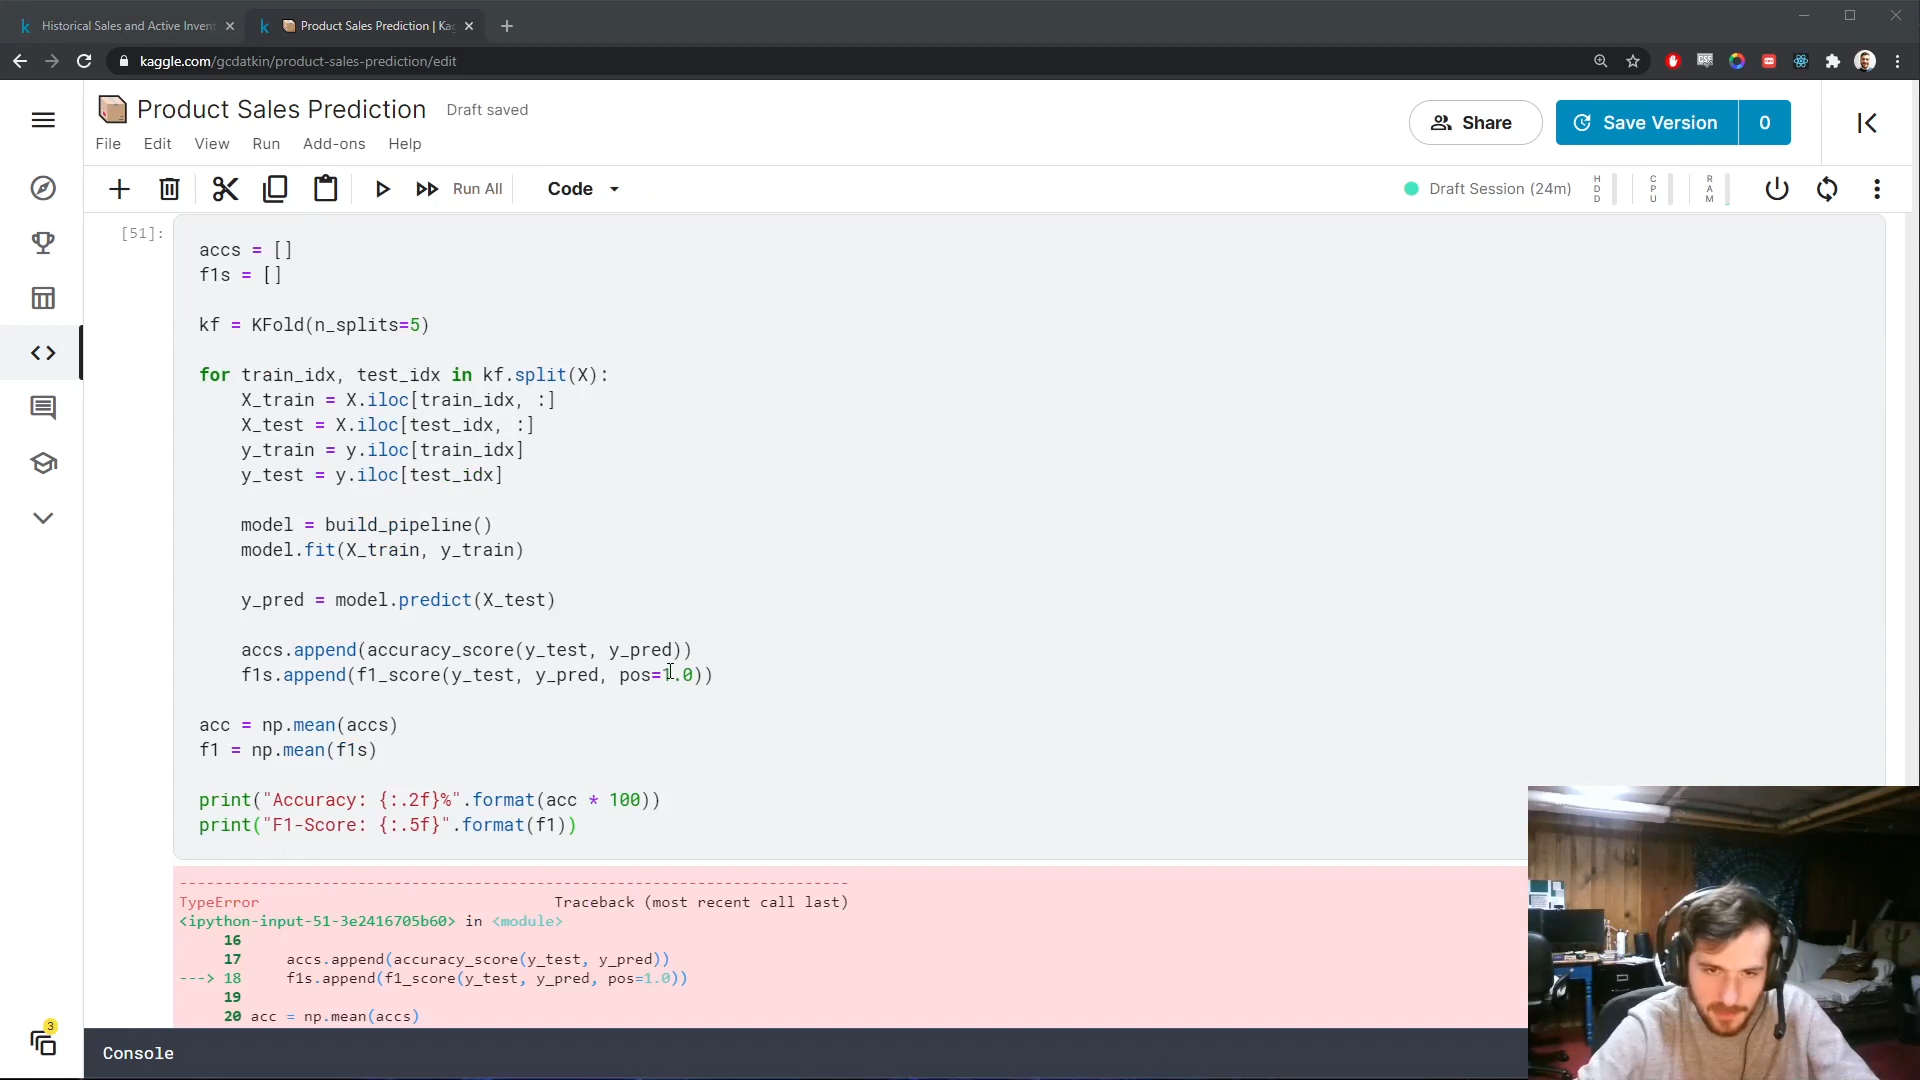 Historical Sales and Active Invent
Product Sales Prediction | Kag
kaggle.com/gcdatkin/product-sales-prediction/edit
Product Sales Prediction
Draft saved
Share
Save Version
0
File
Edit
View
Run
Add-ons
Help
Run All
Code
Draft Session (24m)
HDD
CPU
RAM
[51]:
accs = []
f1s = []
kf = KFold(n_splits=5)
for train_idx, test_idx in kf.split(X):
    X_train = X.iloc[train_idx, :]
    X_test = X.iloc[test_idx, :]
    y_train = y.iloc[train_idx]
    y_test = y.iloc[test_idx]
    model = build_pipeline()
    model.fit(X_train, y_train)
    y_pred = model.predict(X_test)
    accs.append(accuracy_score(y_test, y_pred))
    f1s.append(f1_score(y_test, y_pred, pos=1.0))
acc = np.mean(accs)
f1 = np.mean(f1s)
print("Accuracy: {:.2f}%".format(acc * 100))
print("F1-Score: {:.5f}".format(f1))
---------------------------------------------------------------------------
TypeError                                 Traceback (most recent call last)
<ipython-input-51-3e2416705b60> in <module>
     16
     17     accs.append(accuracy_score(y_test, y_pred))
---> 18     f1s.append(f1_score(y_test, y_pred, pos=1.0))
     19
     20 acc = np.mean(accs)
3
Console